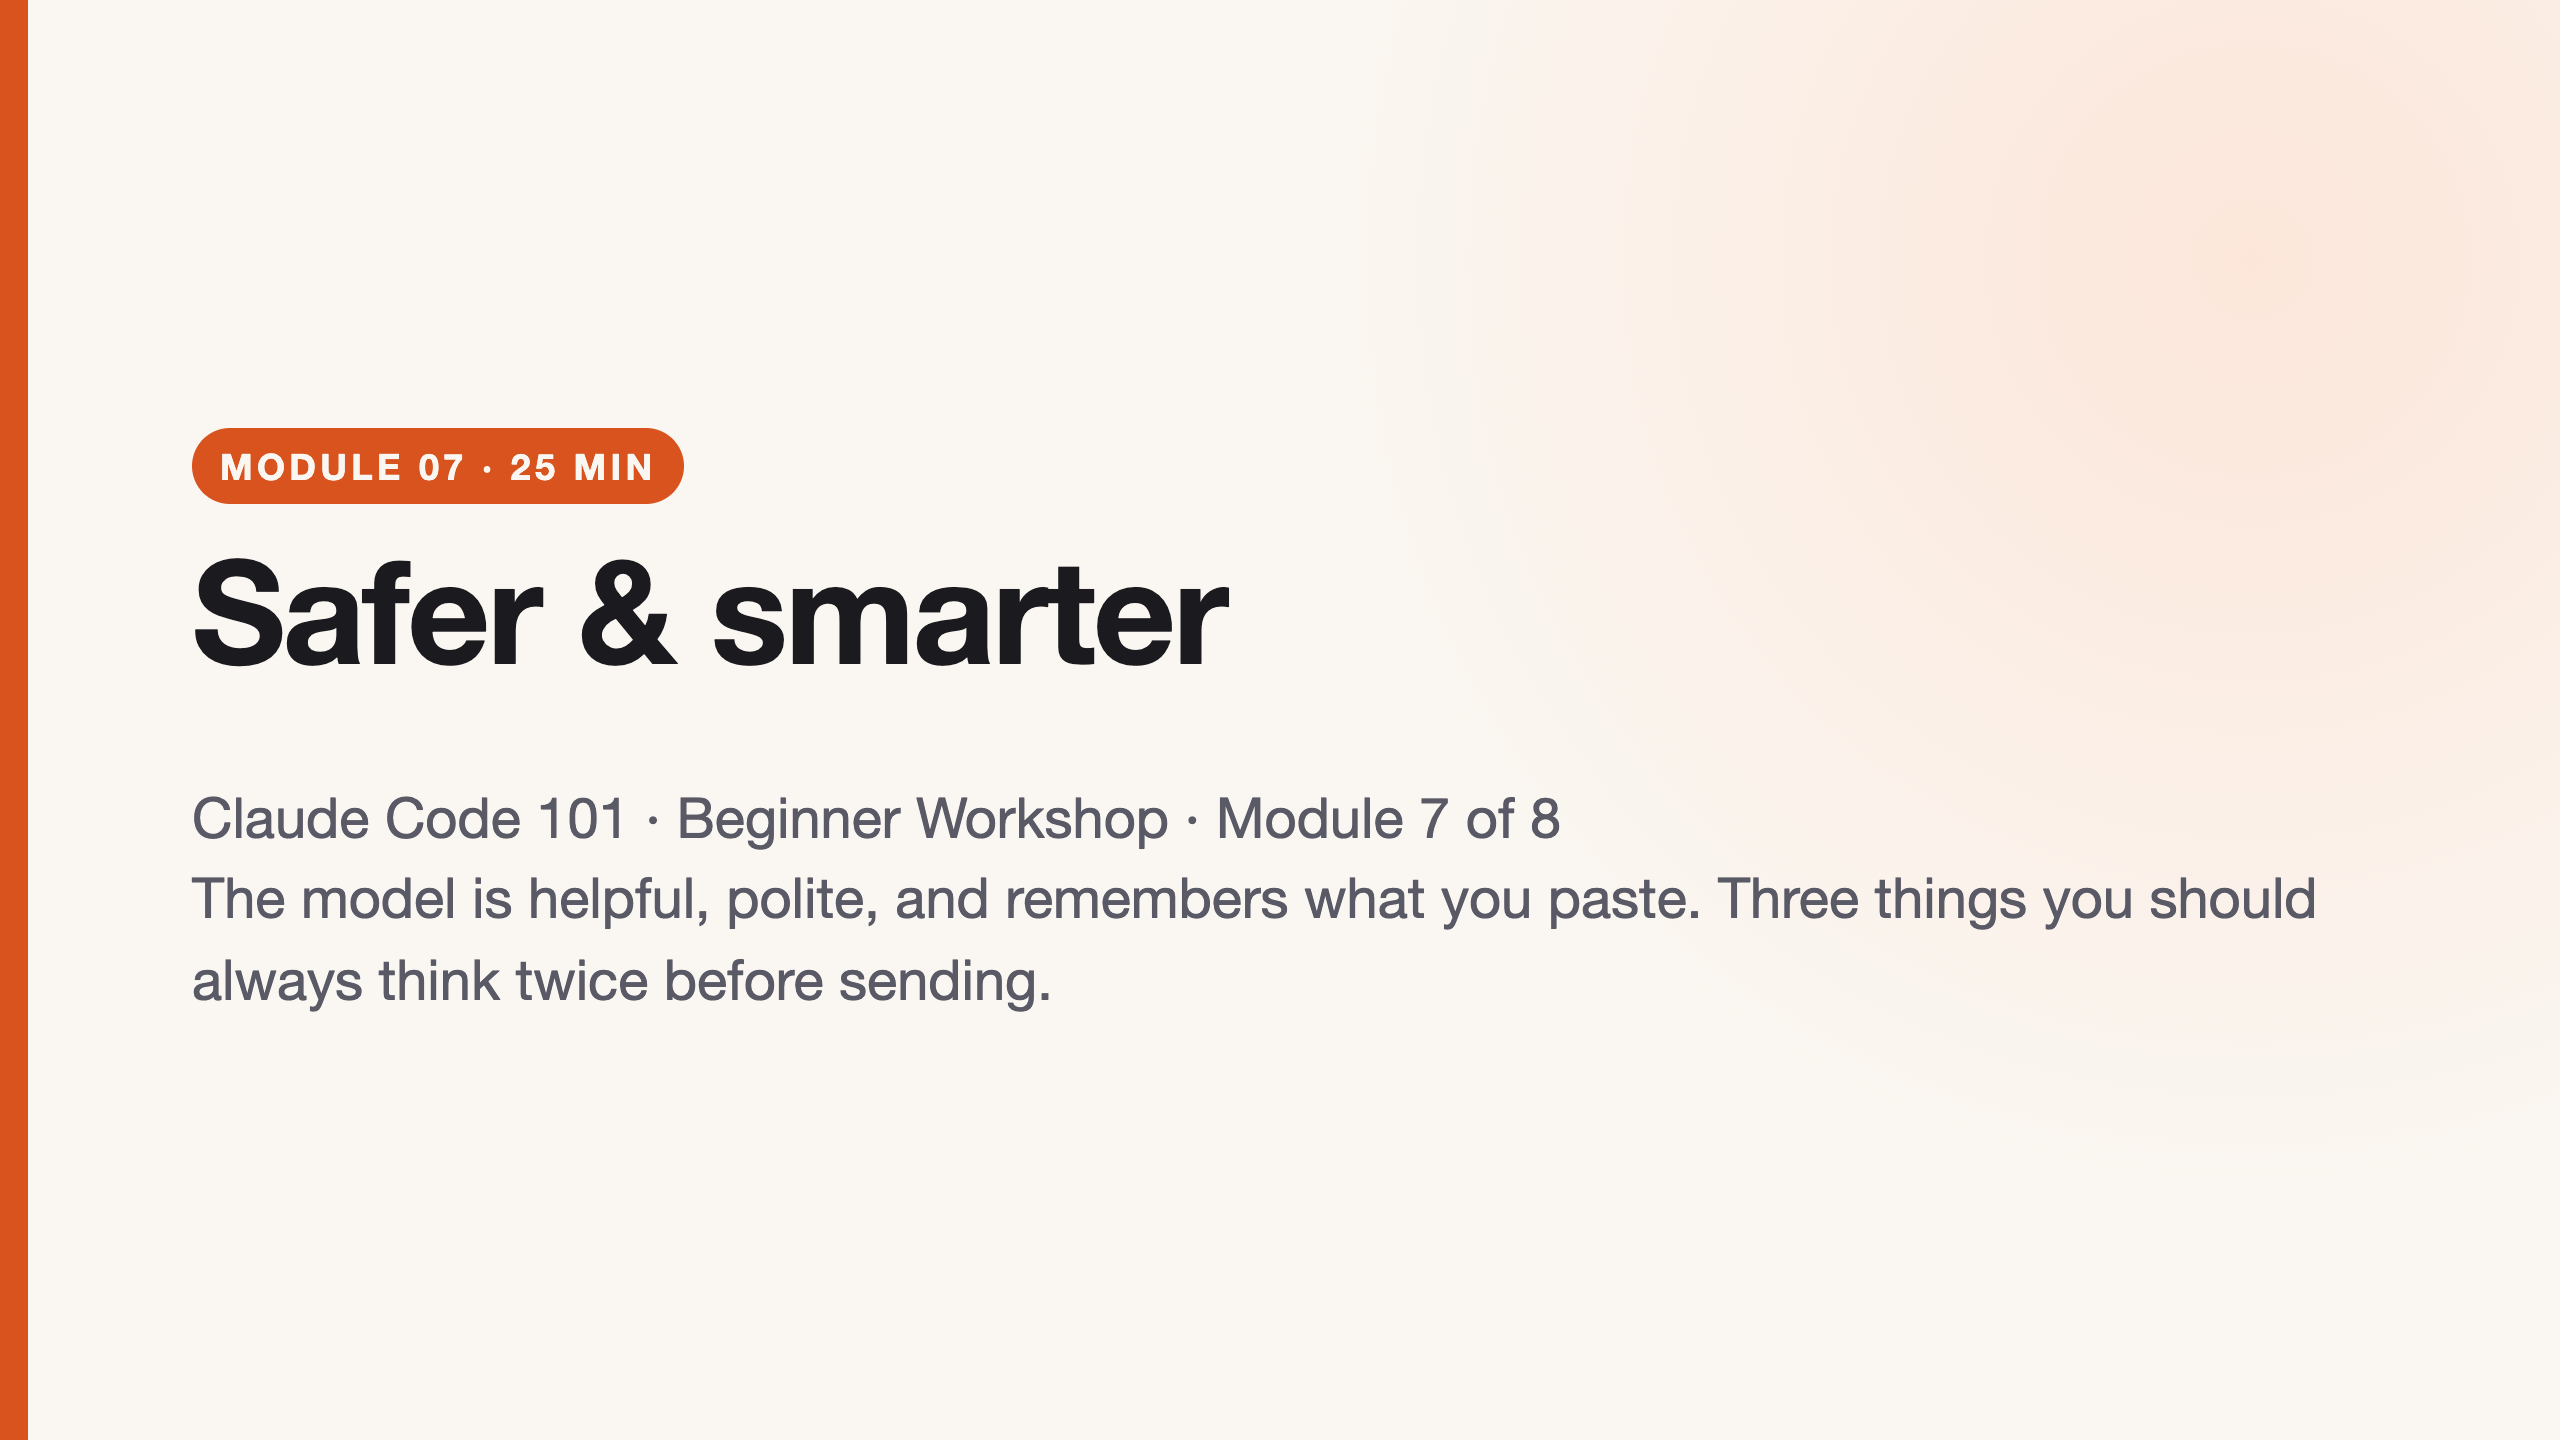 MODULE 07 · 25 MIN
Safer & smarter
Claude Code 101 · Beginner Workshop · Module 7 of 8
The model is helpful, polite, and remembers what you paste. Three things you should
always think twice before sending.